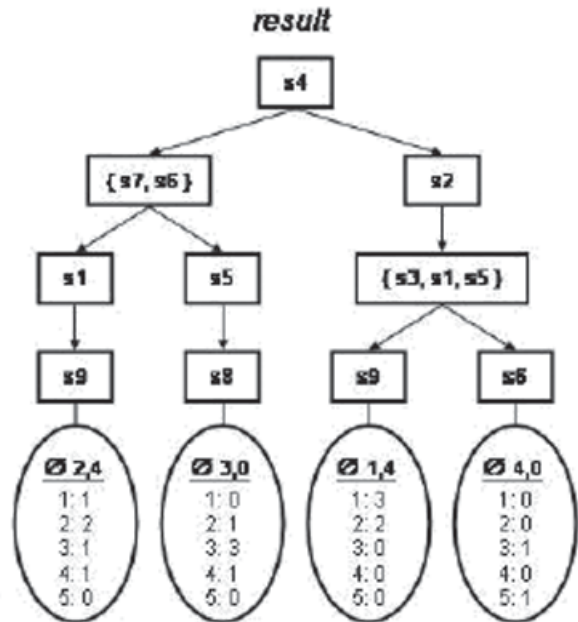 result
s4
{ s7, s6 }
s2
s1
s5
{ s3, s1, s5 }
s9
s8
s9
s6
Ø 2,4
1: 1
2: 2
3: 1
4: 1
5: 0
Ø 3,0
1: 0
2: 1
3: 3
4: 1
5: 0
Ø 1,4
1: 3
2: 2
3: 0
4: 0
5: 0
Ø 4,0
1: 0
2: 0
3: 1
4: 0
5: 1